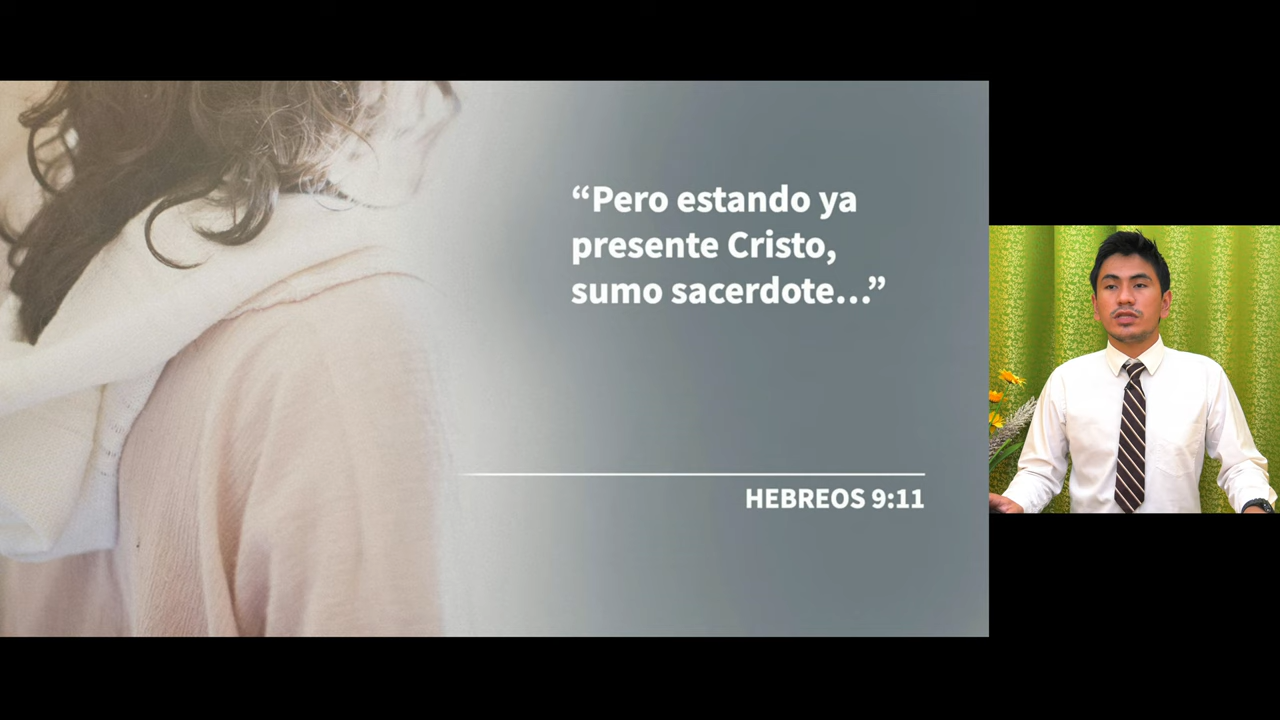 “Pero estando ya
presente Cristo,
sumo sacerdote...”
HEBREOS 9:11